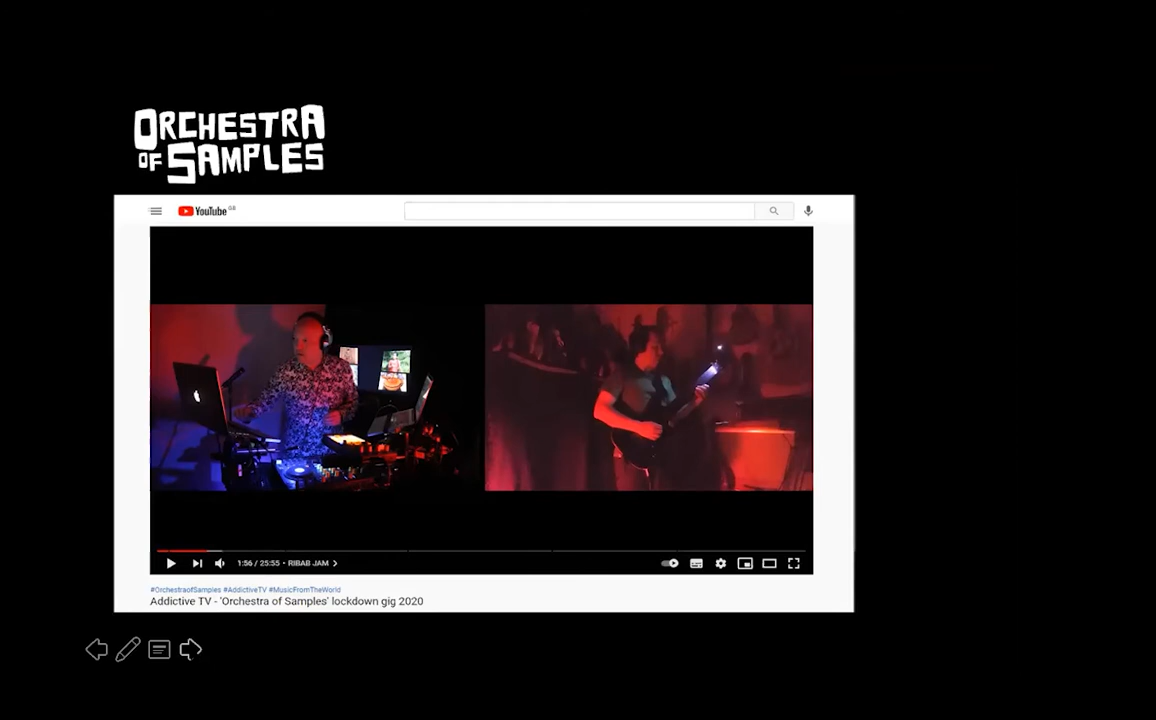 ORCHESTRA
OF SAMPLES
YouTube GB
1:56 / 25:55 • RIBAB JAM
#OrchestraofSamples #AddictiveTV #MusicFromTheWorld
Addictive TV - 'Orchestra of Samples' lockdown gig 2020